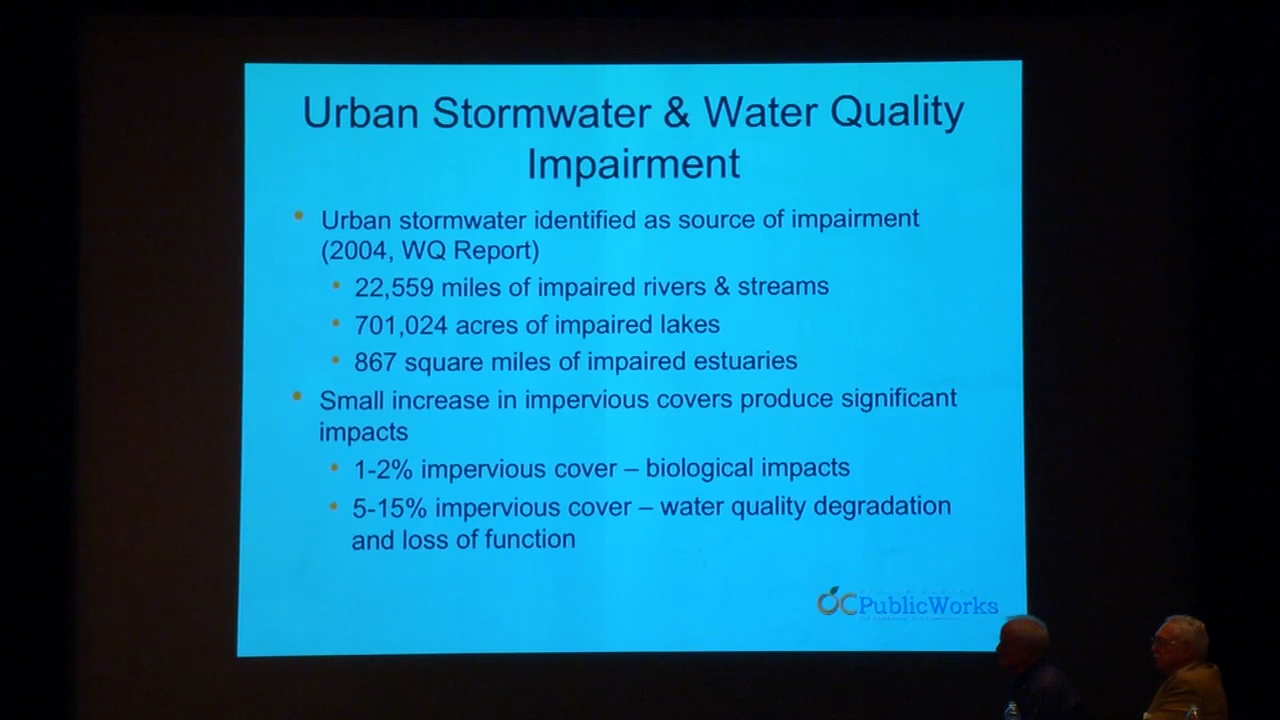 Urban Stormwater & Water Quality
Impairment
• Urban stormwater identified as source of impairment
(2004, WQ Report)
• 22,559 miles of impaired rivers & streams
• 701,024 acres of impaired lakes
• 867 square miles of impaired estuaries
• Small increase in impervious covers produce significant
impacts
• 1-2% impervious cover – biological impacts
• 5-15% impervious cover – water quality degradation
and loss of function
OCPublicWorks